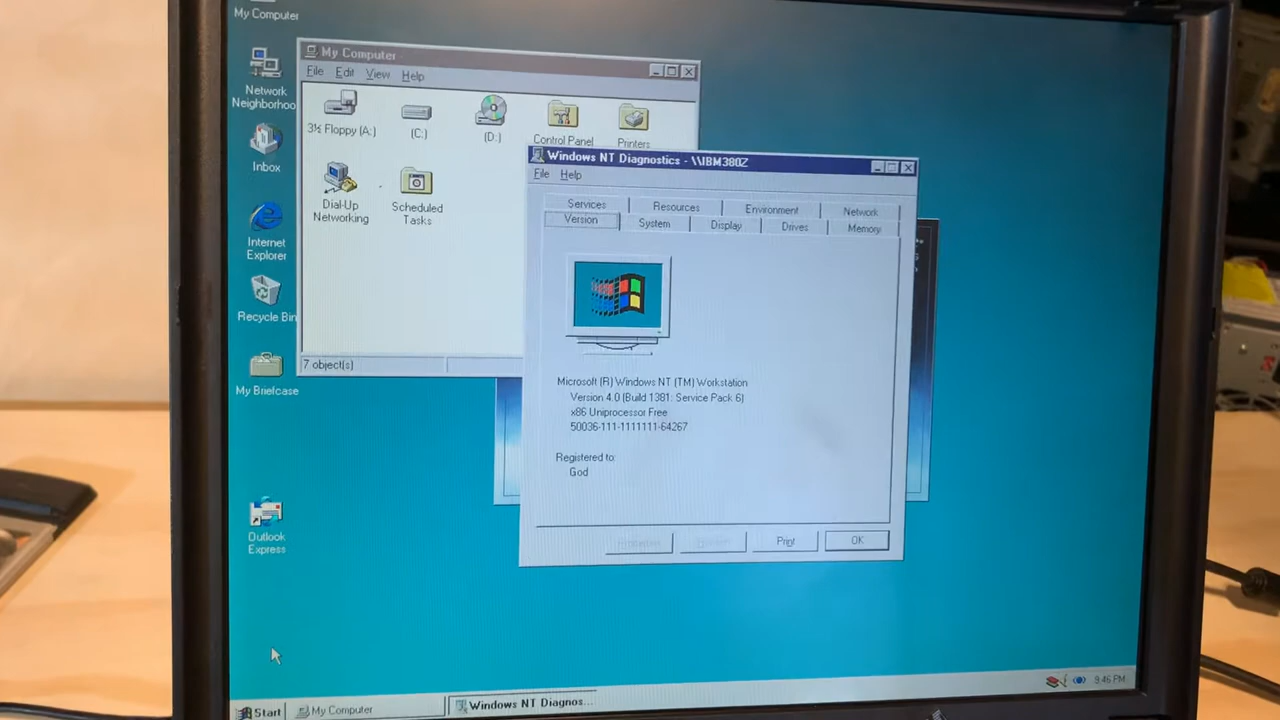 My Computer
Network
Neighborhoo
Inbox
Internet
Explorer
Recycle Bin
My Briefcase
Outlook
Express
My Computer
File Edit View Help
3½ Floppy (A:)
(C:)
(D:)
Control Panel
Printers
Dial-Up
Networking
Scheduled
Tasks
7 object(s)
Windows NT Diagnostics - \\IBM380Z
File Help
Services Resources Environment Network
Version System Display Drives Memory
Microsoft (R) Windows NT (TM) Workstation
Version 4.0 (Build 1381: Service Pack 6)
x86 Uniprocessor Free
50036-111-1111111-64267
Registered to:
God
Print OK
Start My Computer Windows NT Diagnos... 9:46 PM